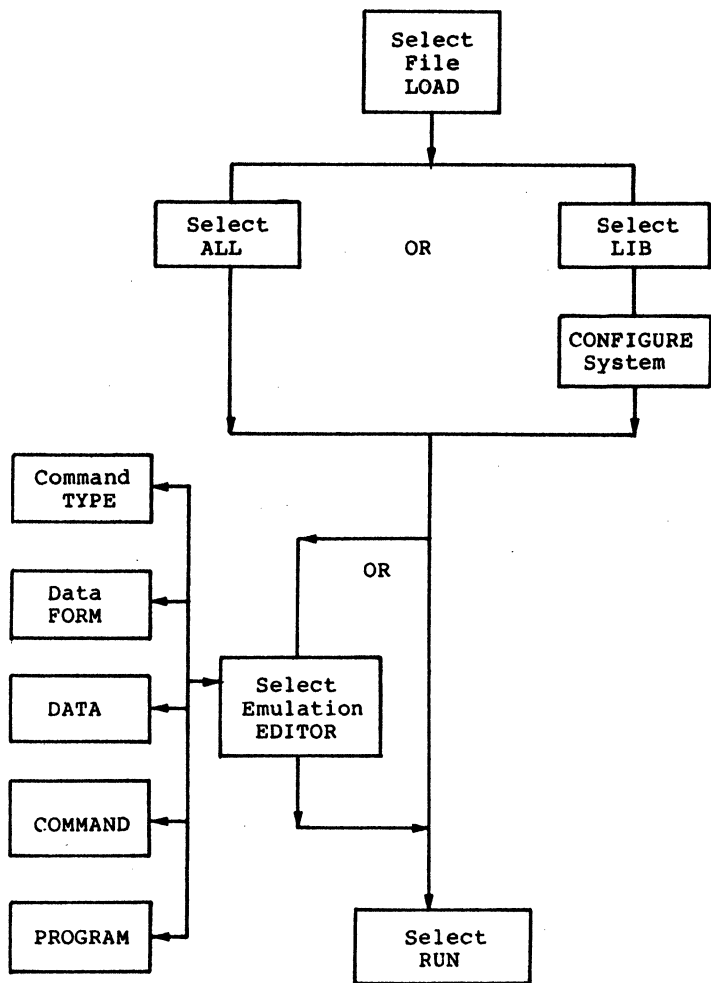 Select
File
LOAD
Select
ALL
OR
Select
LIB
CONFIGURE
System
Command
TYPE
OR
Data
FORM
Select
Emulation
EDITOR
DATA
COMMAND
PROGRAM
Select
RUN